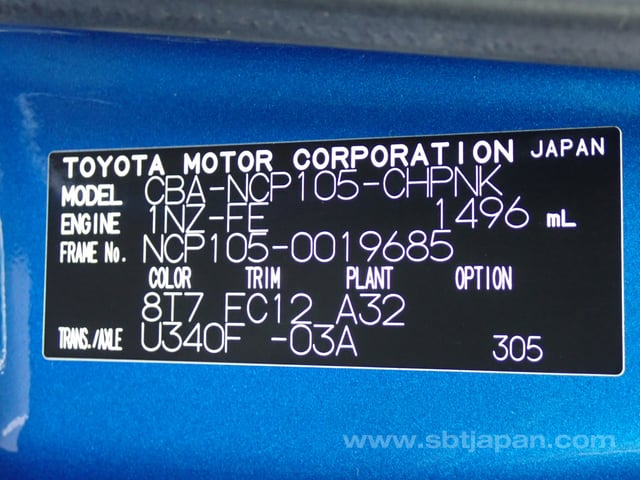 TOYOTA MOTOR CORPORATION JAPAN
MODEL CBA-NCP105-CHPNK
ENGINE 1NZ-FE 1496 mL
FRAME No. NCP105-0019685
COLOR TRIM PLANT OPTION
8T7 FC12 A32
TRANS./AXLE U340F -03A 305
www.sbtjapan.com